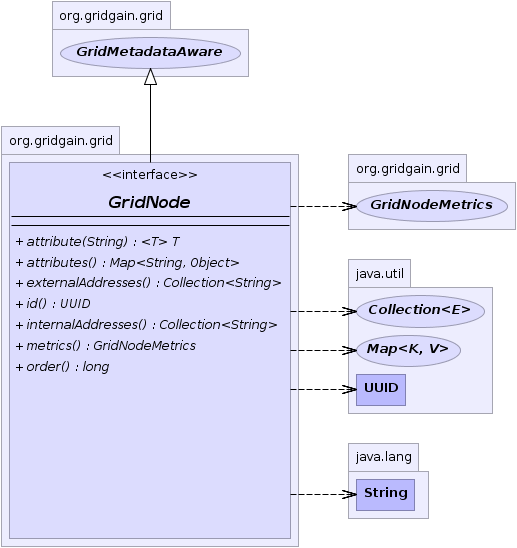 org.gridgain.grid
GridMetadataAware
org.gridgain.grid
<<interface>>
GridNode
+ attribute(String) : <T> T
+ attributes() : Map<String, Object>
+ externalAddresses() : Collection<String>
+ id() : UUID
+ internalAddresses() : Collection<String>
+ metrics() : GridNodeMetrics
+ order() : long
org.gridgain.grid
GridNodeMetrics
java.util
Collection<E>
Map<K, V>
UUID
java.lang
String